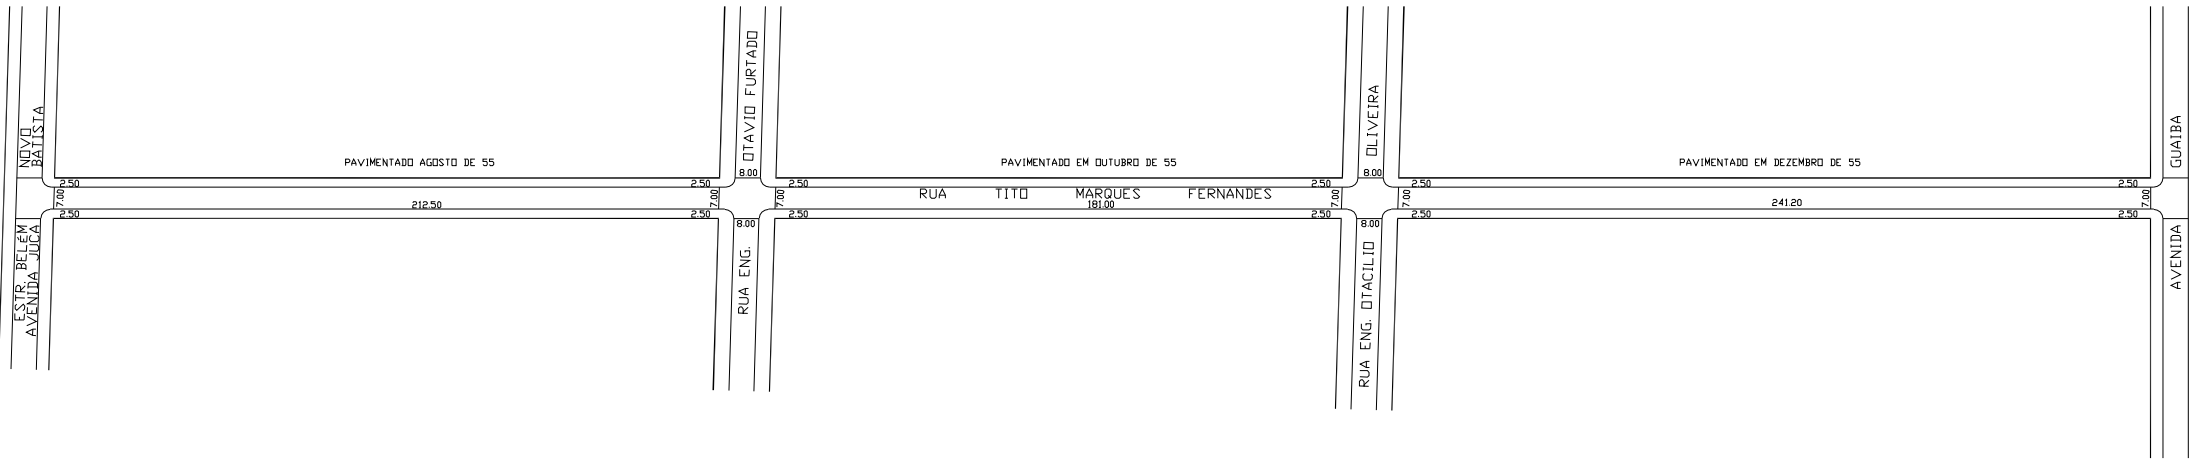 NOVO
BATISTA
OTAVIO FURTADO
OLIVEIRA
GUAIBA
PAVIMENTADO AGOSTO DE 55
PAVIMENTADO EM OUTUBRO DE 55
PAVIMENTADO EM DEZEMBRO DE 55
8.00
8.00
2.50
2.50
2.50
2.50
2.50
2.50
7.00
7.00
7.00
7.00
7.00
7.00
RUA TITO MARQUES FERNANDES
212.50
181.00
241.20
2.50
2.50
2.50
2.50
2.50
2.50
8.00
8.00
ESTR. BELÉM
AVENIDA JUCA
RUA ENG.
RUA ENG. OTACILIO
AVENIDA